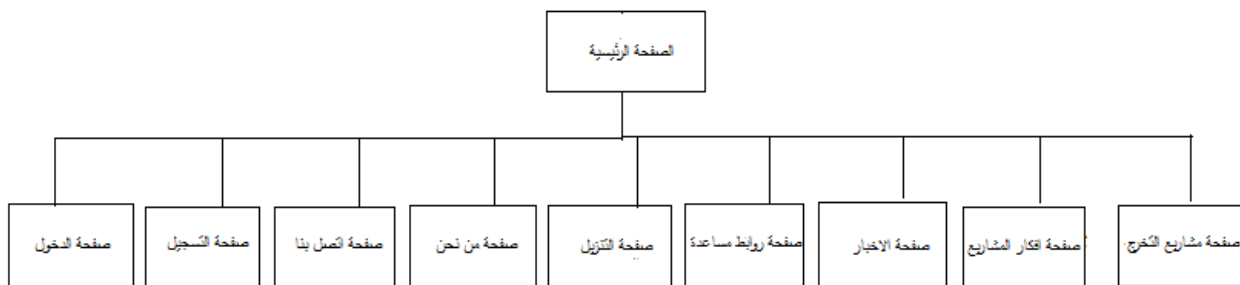 الصفحة الرئيسية
صفحة مشاريع التخرج
صفحة افكار المشاريع
صفحة الاخبار
صفحة روابط مساعدة
صفحة التنزيل
صفحة من نحن
صفحة اتصل بنا
صفحة التسجيل
صفحة الدخول